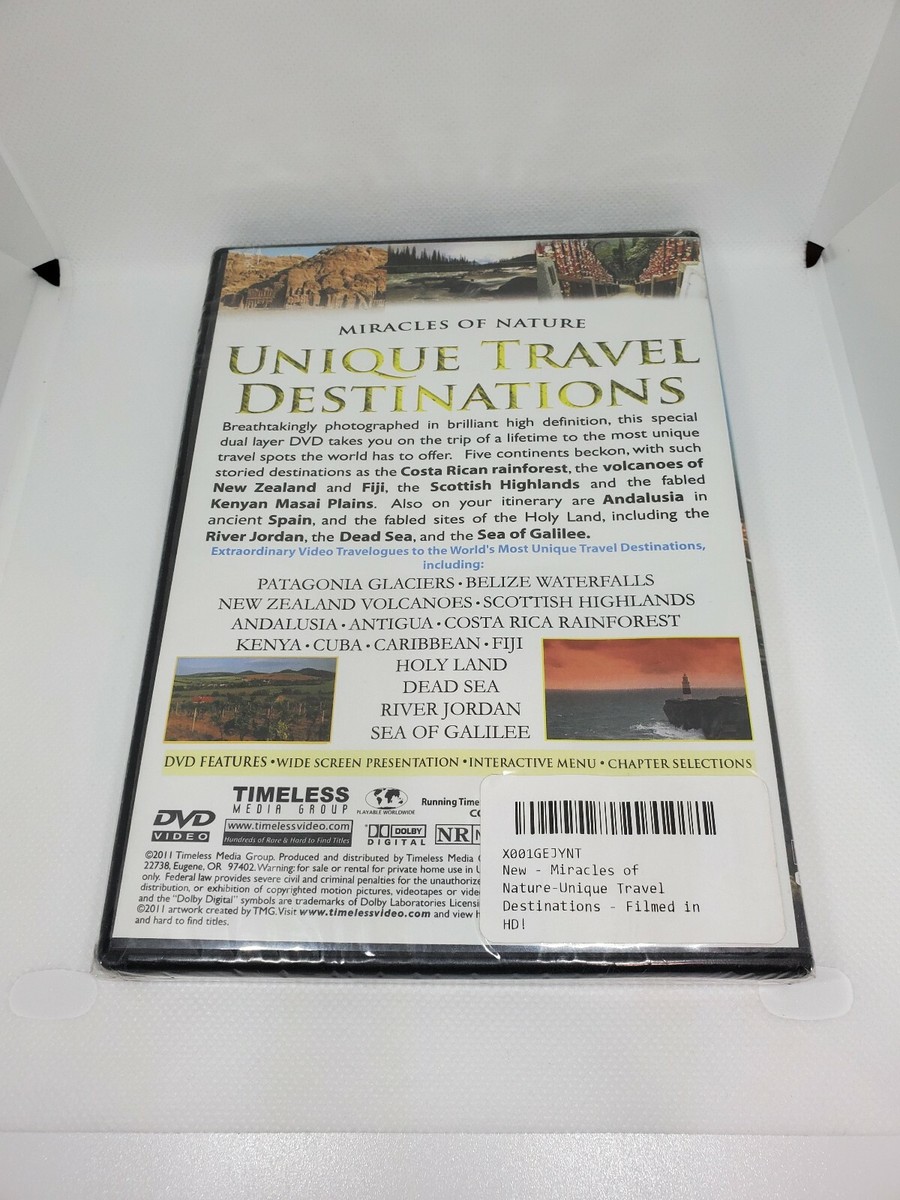 MIRACLES OF NATURE
UNIQUE TRAVEL
DESTINATIONS
Breathtakingly photographed in brilliant high definition, this special
dual layer DVD takes you on the trip of a lifetime to the most unique
travel spots the world has to offer. Five continents beckon, with such
storied destinations as the Costa Rican rainforest, the volcanoes of
New Zealand and Fiji, the Scottish Highlands and the fabled
Kenyan Masai Plains. Also on your itinerary are Andalusia in
ancient Spain, and the fabled sites of the Holy Land, including the
River Jordan, the Dead Sea, and the Sea of Galilee.
Extraordinary Video Travelogues to the World's Most Unique Travel Destinations,
including:
PATAGONIA GLACIERS • BELIZE WATERFALLS
NEW ZEALAND VOLCANOES • SCOTTISH HIGHLANDS
ANDALUSIA • ANTIGUA • COSTA RICA RAINFOREST
KENYA • CUBA • CARIBBEAN • FIJI
HOLY LAND
DEAD SEA
RIVER JORDAN
SEA OF GALILEE
DVD FEATURES • WIDE SCREEN PRESENTATION • INTERACTIVE MENU • CHAPTER SELECTIONS
DVD
VIDEO
TIMELESS
MEDIA GROUP
www.timelessvideo.com
Hundreds of Rare & Hard to Find Titles
PLAYABLE WORLDWIDE
Running Time
DOLBY
DIGITAL
NR
©2011 Timeless Media Group. Produced and distributed by Timeless Media
22738, Eugene, OR 97402. Warning: for sale or rental for private home use in
only. Federal law provides severe civil and criminal penalties for the
distribution, or exhibition of copyrighted motion pictures, videotapes or
and the "Dolby Digital" symbols are trademarks of Dolby Laboratories
©2011 artwork created by TMG. Visit www.timelessvideo.com and view
and hard to find titles.
X001GEJYNT
New - Miracles of
Nature-Unique Travel
Destinations - Filmed in
HD!